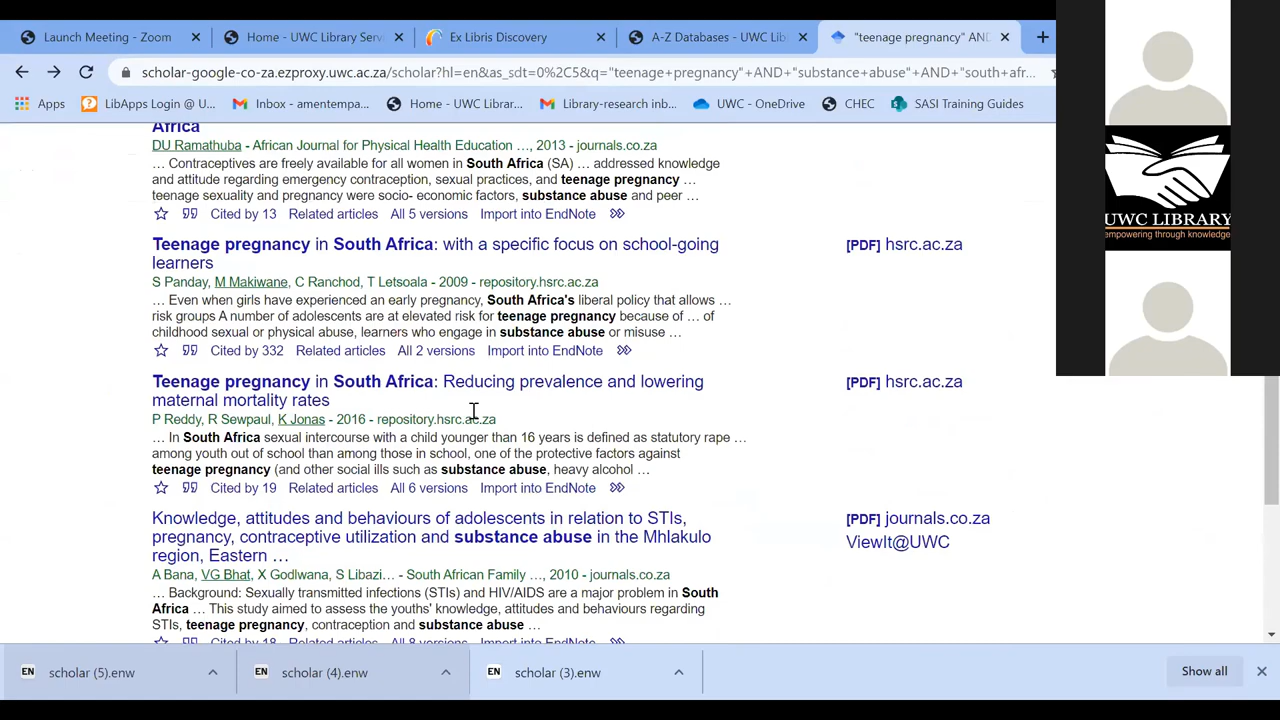 Launch Meeting - Zoom
Home - UWC Library Serv
Ex Libris Discovery
A-Z Databases - UWC Lib
"teenage pregnancy" AND
scholar-google-co-za.ezproxy.uwc.ac.za/scholar?hl=en&as_sdt=0%2C5&q="teenage+pregnancy"+AND+"substance+abuse"+AND+"south+afr...
Apps
LibApps Login @ U...
Inbox - amentempa...
Home - UWC Librar...
Library-research inb...
UWC - OneDrive
CHEC
SASI Training Guides
Africa
DU Ramathuba - African Journal for Physical Health Education …, 2013 - journals.co.za
… Contraceptives are freely available for all women in South Africa (SA) … addressed knowledge
and attitude regarding emergency contraception, sexual practices, and teenage pregnancy …
teenage sexuality and pregnancy were socio- economic factors, substance abuse and peer …
Cited by 13 Related articles All 5 versions Import into EndNote
Teenage pregnancy in South Africa: with a specific focus on school-going
learners
[PDF] hsrc.ac.za
S Panday, M Makiwane, C Ranchod, T Letsoala - 2009 - repository.hsrc.ac.za
… Even when girls have experienced an early pregnancy, South Africa's liberal policy that allows …
risk groups A number of adolescents are at elevated risk for teenage pregnancy because of … of
childhood sexual or physical abuse, learners who engage in substance abuse or misuse …
Cited by 332 Related articles All 2 versions Import into EndNote
Teenage pregnancy in South Africa: Reducing prevalence and lowering
maternal mortality rates
[PDF] hsrc.ac.za
P Reddy, R Sewpaul, K Jonas - 2016 - repository.hsrc.ac.za
… In South Africa sexual intercourse with a child younger than 16 years is defined as statutory rape …
among youth out of school than among those in school, one of the protective factors against
teenage pregnancy (and other social ills such as substance abuse, heavy alcohol …
Cited by 19 Related articles All 6 versions Import into EndNote
Knowledge, attitudes and behaviours of adolescents in relation to STIs,
pregnancy, contraceptive utilization and substance abuse in the Mhlakulo
region, Eastern …
[PDF] journals.co.za
ViewIt@UWC
A Bana, VG Bhat, X Godlwana, S Libazi… - South African Family …, 2010 - journals.co.za
… Background: Sexually transmitted infections (STIs) and HIV/AIDS are a major problem in South
Africa … This study aimed to assess the youths' knowledge, attitudes and behaviours regarding
STIs, teenage pregnancy, contraception and substance abuse …
Cited by 18 Related articles All 8 versions Import into EndNote
EN scholar (5).enw
EN scholar (4).enw
EN scholar (3).enw
Show all
UWC LIBRARY
empowering through knowledge